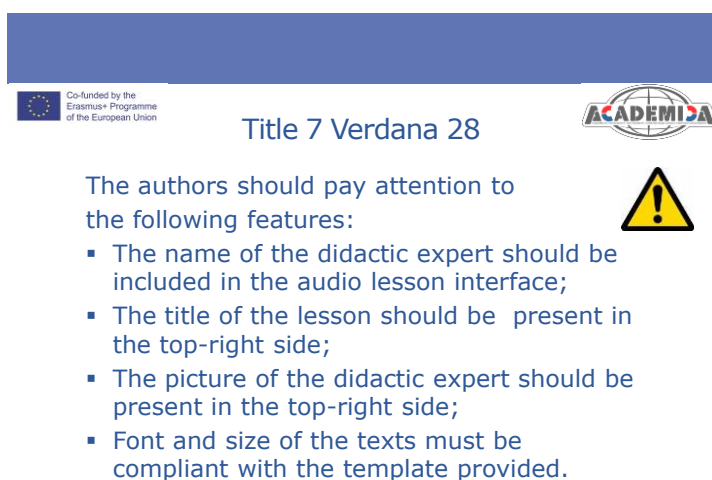 Co-funded by the
Erasmus+ Programme
of the European Union
ACADEMICA
Title 7 Verdana 28
The authors should pay attention to
the following features:
▪ The name of the didactic expert should be
included in the audio lesson interface;
▪ The title of the lesson should be  present in
the top-right side;
▪ The picture of the didactic expert should be
present in the top-right side;
▪ Font and size of the texts must be
compliant with the template provided.